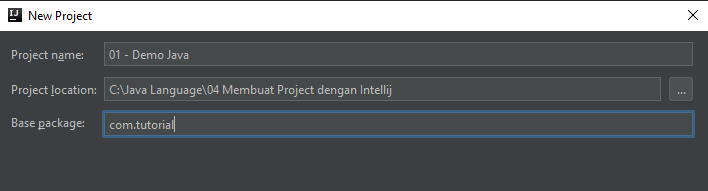 New Project
Project name: 01 - Demo Java
Project location: C:\Java Language\04 Membuat Project dengan Intellij ...
Base package: com.tutorial